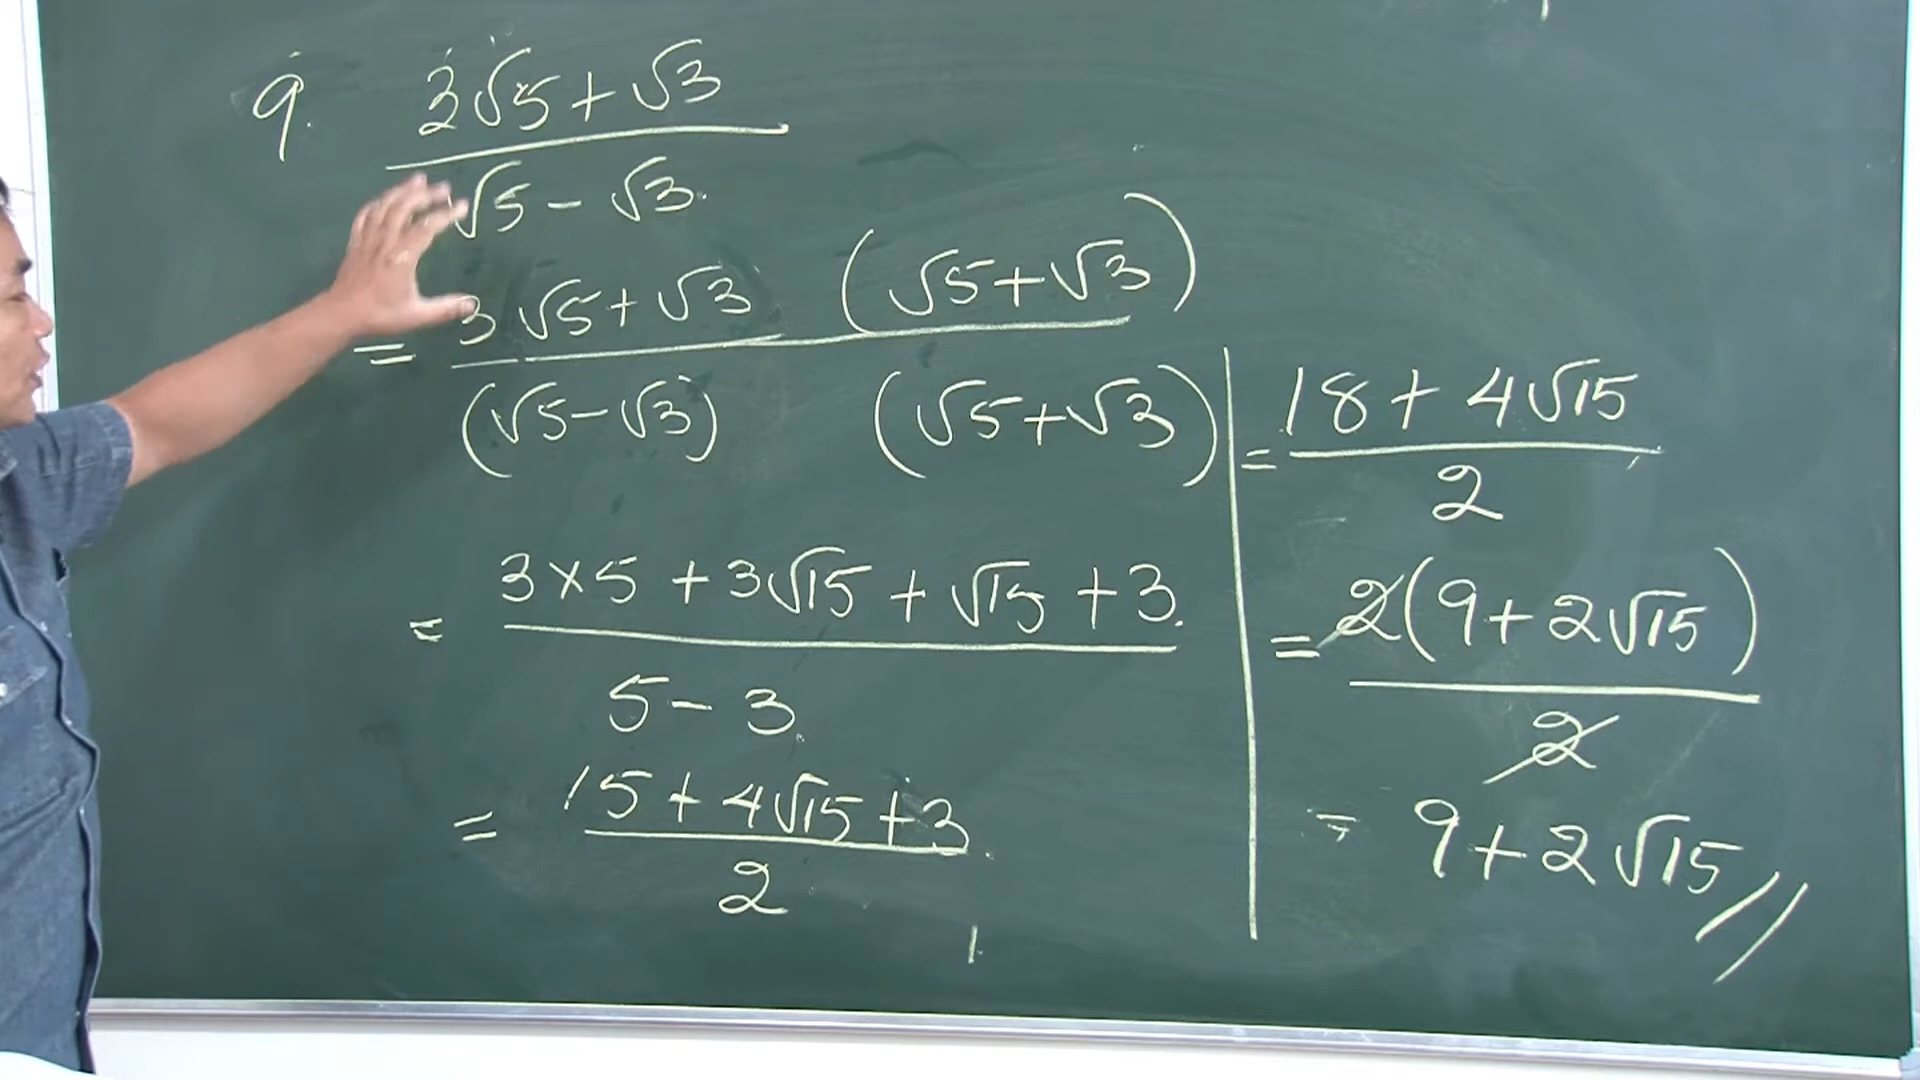 9. 3√5 + √3
√5 - √3
= 3√5 + √3 (√5 + √3)
(√5 - √3) (√5 + √3)
= 3×5 + 3√15 + √15 + 3
5 - 3
= 15 + 4√15 + 3
2
= 18 + 4√15
2
= 2(9 + 2√15)
2
= 9 + 2√15 //